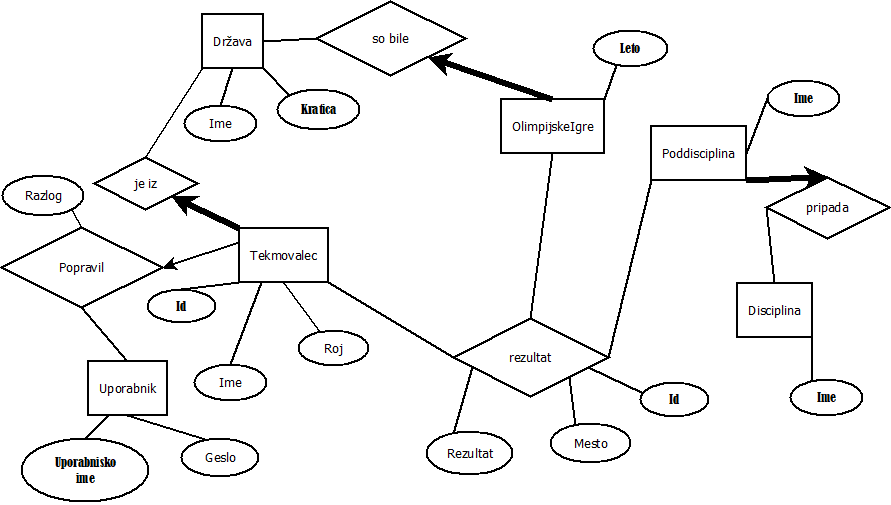 Država
so bile
Leto
Ime
Kratica
Ime
OlimpijskeIgre
Poddisciplina
je iz
Razlog
pripada
Tekmovalec
Popravil
Id
Disciplina
Roj
rezultat
Uporabnik
Ime
Id
Ime
Rezultat
Mesto
Geslo
Uporabnisko
ime